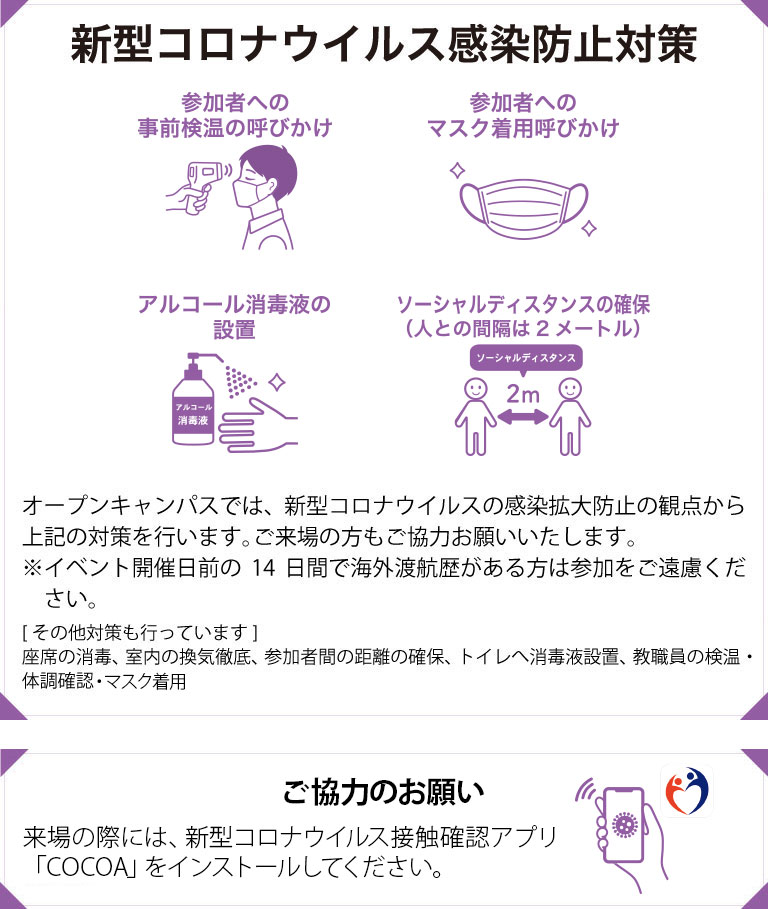 新型コロナウイルス感染防止対策
参加者への
事前検温の呼びかけ
参加者への
マスク着用呼びかけ
アルコール消毒液の
設置
アルコール
消毒液
ソーシャルディスタンスの確保
（人との間隔は2メートル）
ソーシャルディスタンス
2m
オープンキャンパスでは、新型コロナウイルスの感染拡大防止の観点から
上記の対策を行います。ご来場の方もご協力お願いいたします。
※イベント開催日前の 14 日間で海外渡航歴がある方は参加をご遠慮くだ
さい。
[その他対策も行っています]
座席の消毒、室内の換気徹底、参加者間の距離の確保、トイレへ消毒液設置、教職員の検温・
体調確認・マスク着用
ご協力のお願い
来場の際には、新型コロナウイルス接触確認アプリ
「COCOA」をインストールしてください。